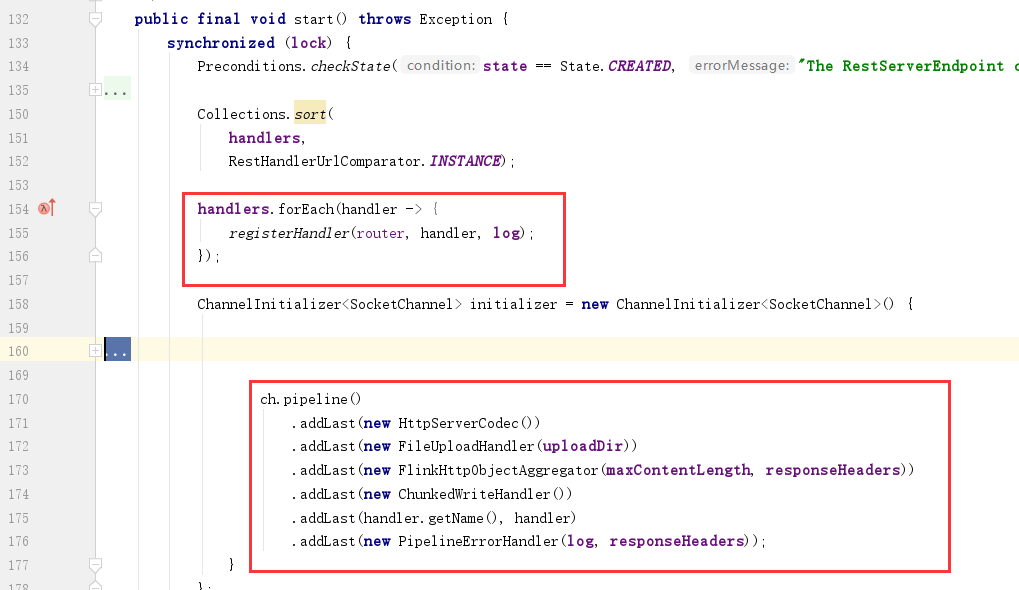 132 public final void start() throws Exception {
133 synchronized (lock) {
134 Preconditions.checkState( condition: state == State.CREATED, errorMessage: "The RestServerEndpoint
135 ...
150 Collections.sort(
151 handlers,
152 RestHandlerUrlComparator.INSTANCE);
153
154 handlers.forEach(handler -> {
155 registerHandler(router, handler, log);
156 });
157
158 ChannelInitializer<SocketChannel> initializer = new ChannelInitializer<SocketChannel>() {
159
160 ...
169
170 ch.pipeline()
171 .addLast(new HttpServerCodec())
172 .addLast(new FileUploadHandler(uploadDir))
173 .addLast(new FlinkHttpObjectAggregator(maxContentLength, responseHeaders))
174 .addLast(new ChunkedWriteHandler())
175 .addLast(handler.getName(), handler)
176 .addLast(new PipelineErrorHandler(log, responseHeaders));
177 }
178 };